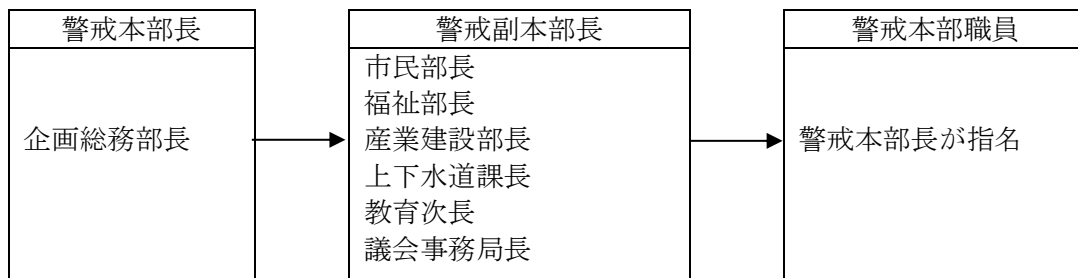 警戒本部長
企画総務部長
警戒副本部長
市民部長
福祉部長
産業建設部長
上下水道課長
教育次長
議会事務局長
警戒本部職員
警戒本部長が指名